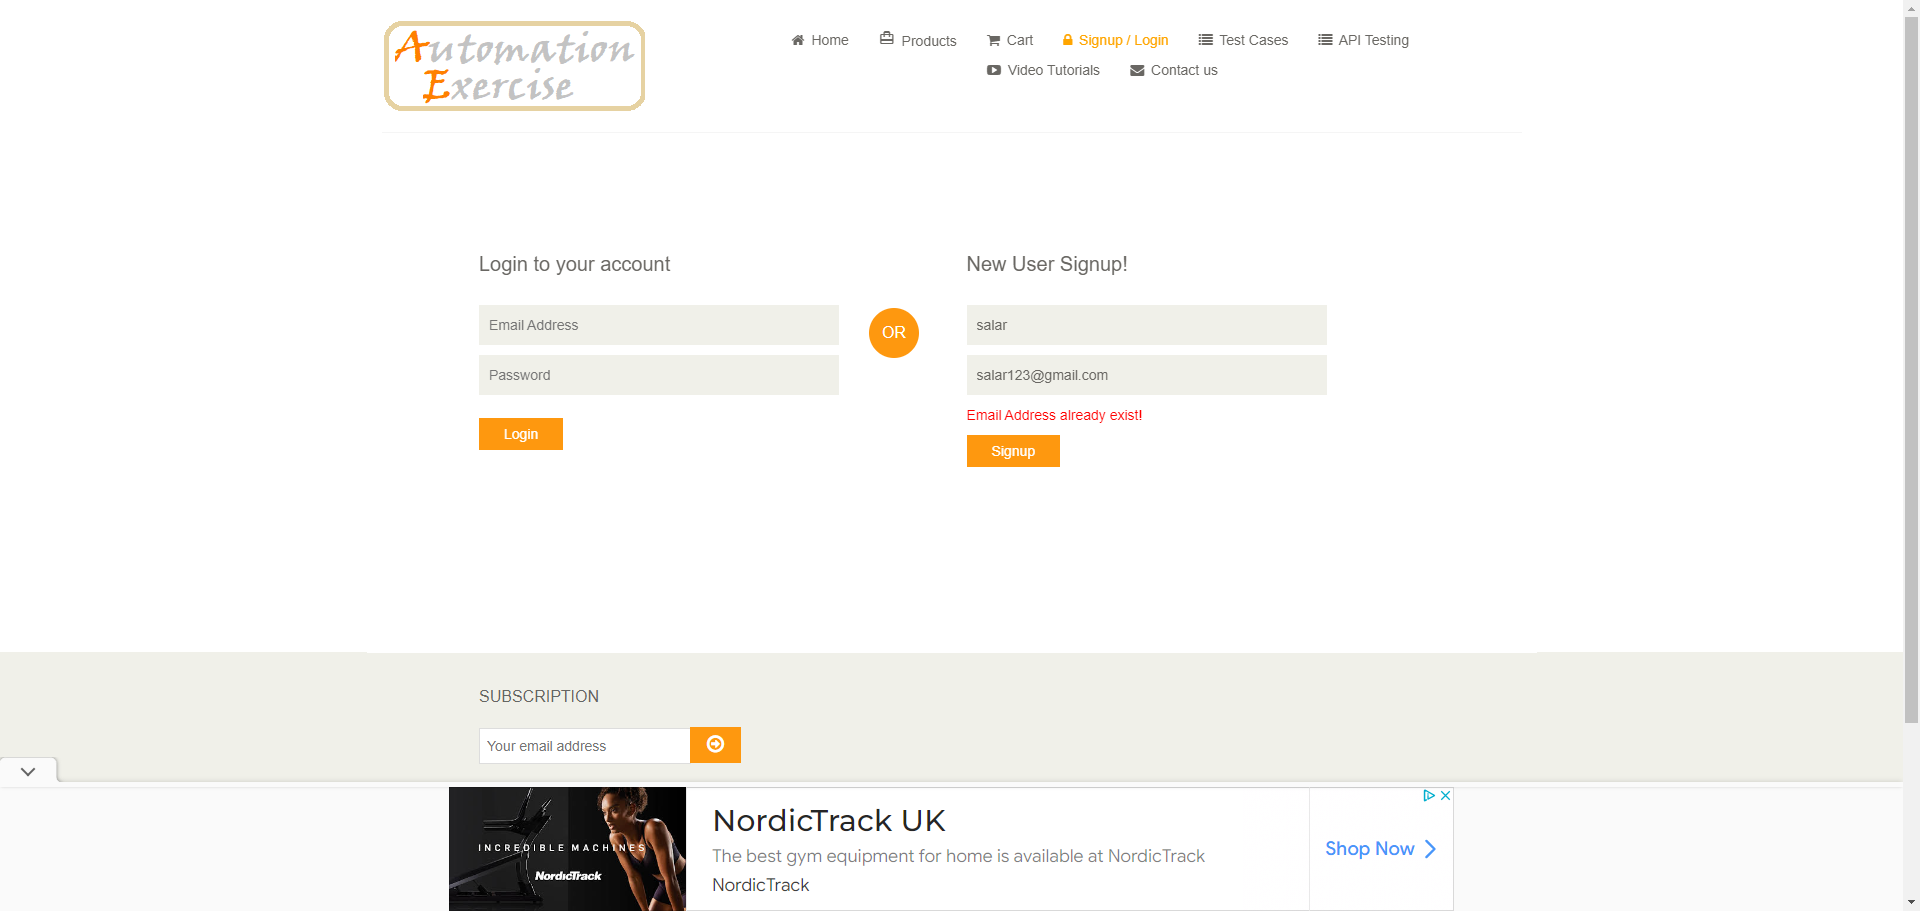 Automation
Exercise
Home
Products
Cart
Signup / Login
Test Cases
API Testing
Video Tutorials
Contact us
Login to your account
Email Address
Password
Login
OR
New User Signup!
salar
salar123@gmail.com
Email Address already exist!
Signup
SUBSCRIPTION
Your email address
INCREDIBLE MACHINES
NordicTrack
NordicTrack UK
The best gym equipment for home is available at NordicTrack
NordicTrack
Shop Now